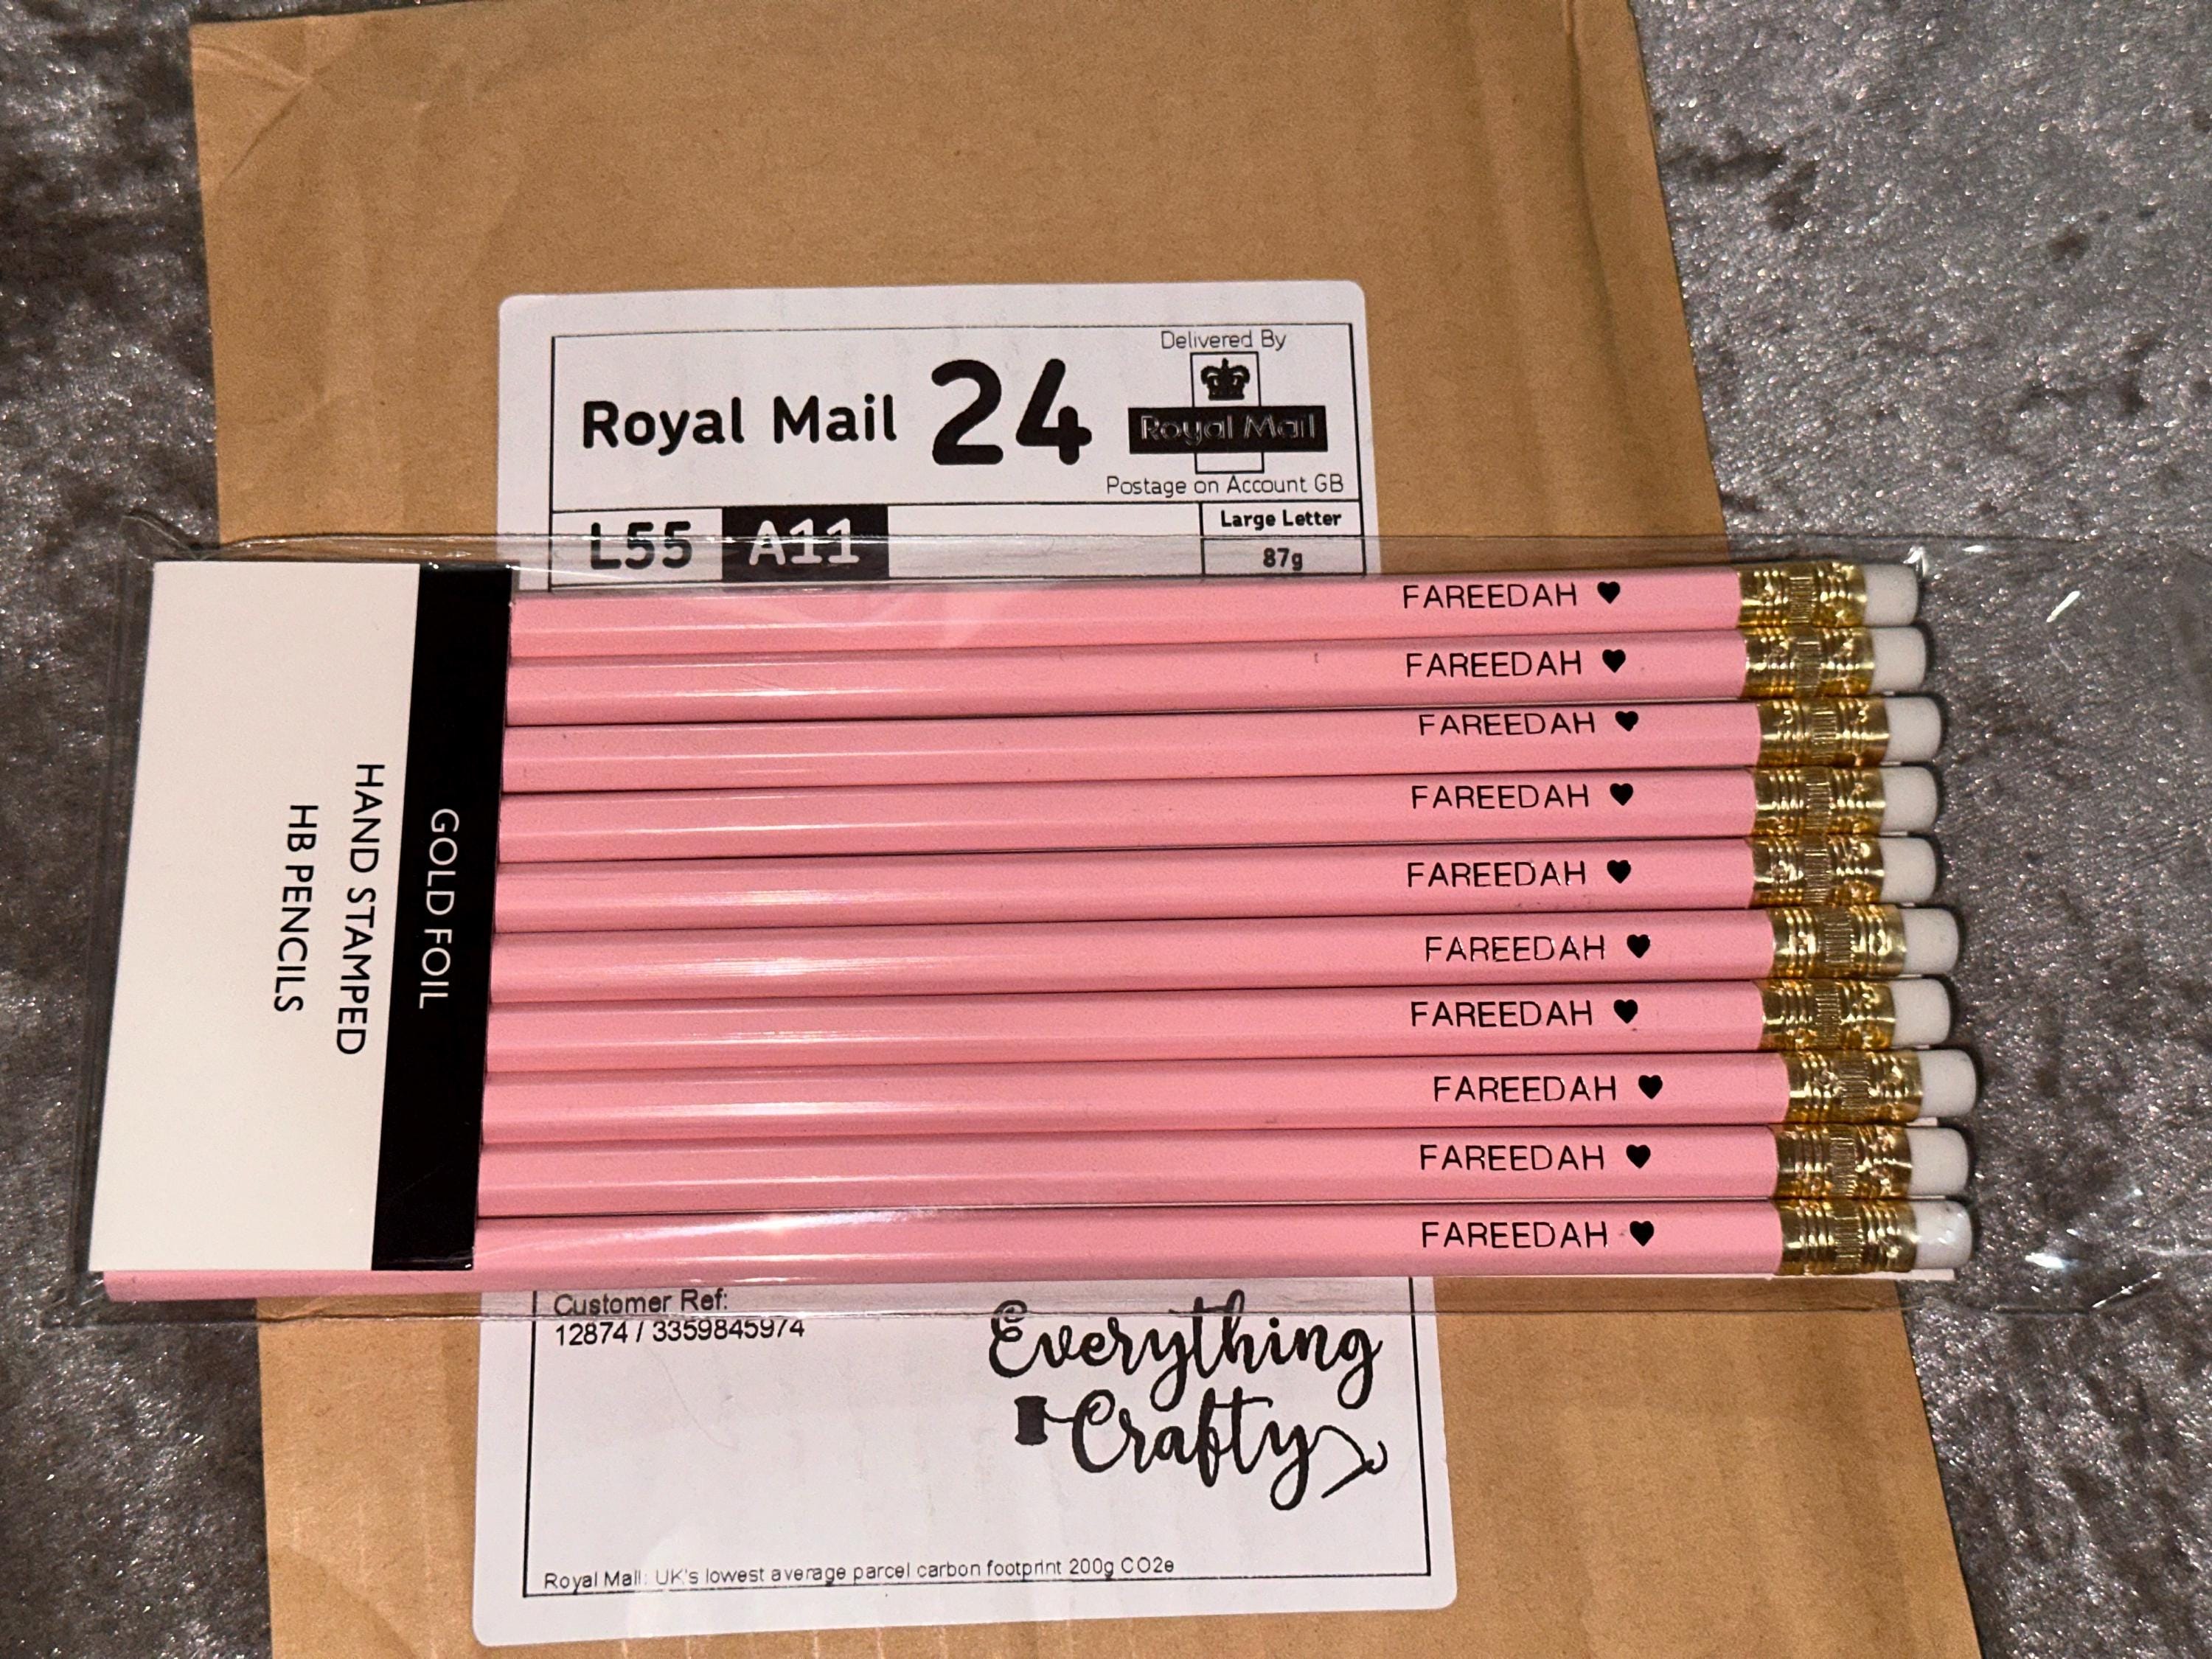 Delivered By
Royal Mail 24
Royal Mail
Postage on Account GB
L55 A11
Large Letter
87g
GOLD FOIL
HAND STAMPED
HB PENCILS
FAREEDAH ♥
FAREEDAH ♥
FAREEDAH ♥
FAREEDAH ♥
FAREEDAH ♥
FAREEDAH ♥
FAREEDAH ♥
FAREEDAH ♥
FAREEDAH ♥
FAREEDAH ♥
Customer Ref:
12874 / 3359845974
Everything
Crafty
Royal Mail: UK's lowest average parcel carbon footprint 200g CO2e